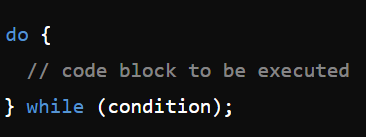 do {
  // code block to be executed
} while (condition);